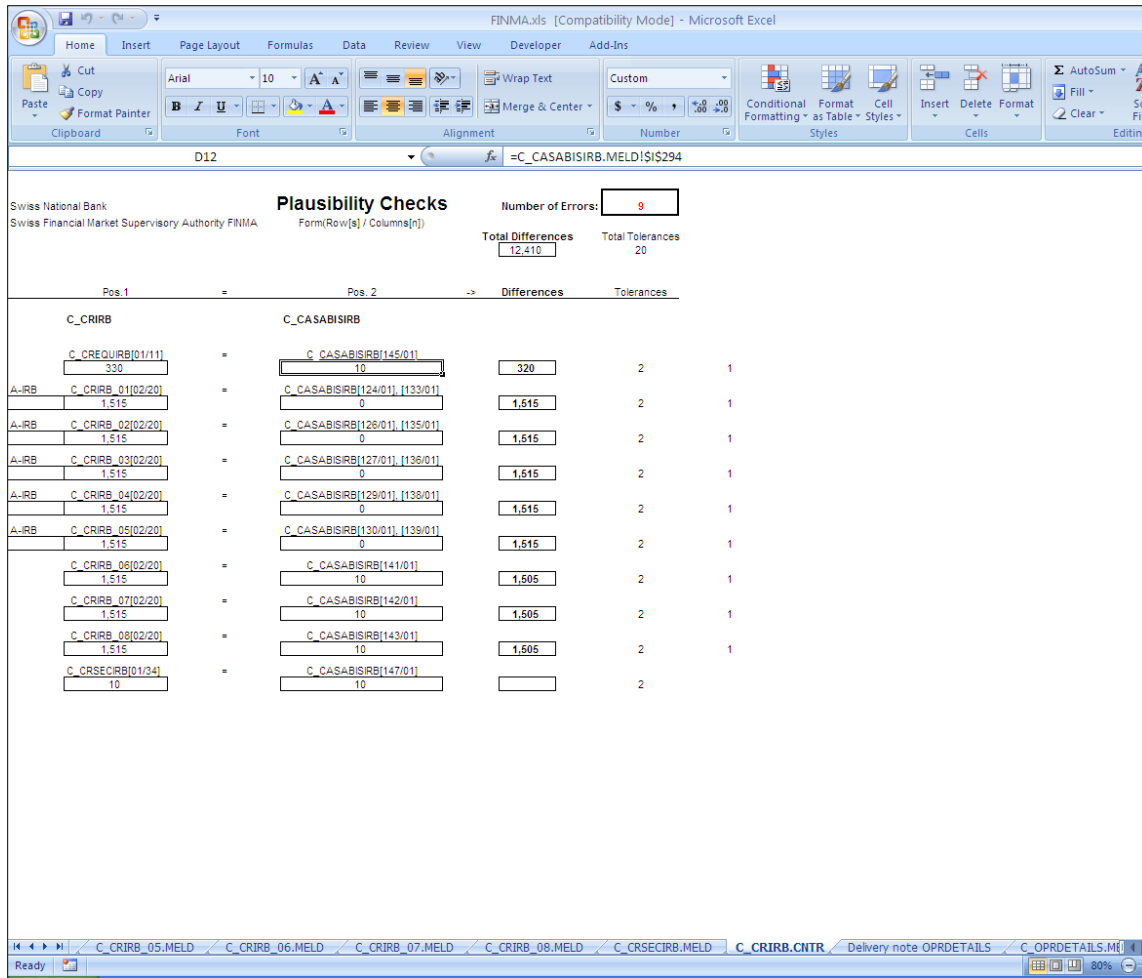 FINMA.xls [Compatibility Mode] - Microsoft Excel
Home Insert Page Layout Formulas Data Review View Developer Add-Ins
Paste Cut Copy Format Painter
Arial 10
B I U
Wrap Text
Merge & Center
Custom
$ % , .00 .00
Conditional Formatting Format as Table Cell Styles
Insert Delete Format
Σ AutoSum
Fill
Clear
Clipboard Font Alignment Number Styles Cells
D12 fx =C_CASABISIRB.MELD!$I$294
Swiss National Bank Plausibility Checks Number of Errors: 9
Swiss Financial Market Supervisory Authority FINMA Form(Row[s] / Columns[n])
Total Differences Total Tolerances
12,410 20
Pos.1 = Pos. 2 -> Differences Tolerances
C_CRIRB C_CASABISIRB
C_CREQUIRB[01/11] = C_CASABISIRB[145/01]
330 10 320 2 1
A-IRB C_CRIRB_01[02/20] = C_CASABISIRB[124/01], [133/01]
1,515 0 1,515 2 1
A-IRB C_CRIRB_02[02/20] = C_CASABISIRB[126/01], [135/01]
1,515 0 1,515 2 1
A-IRB C_CRIRB_03[02/20] = C_CASABISIRB[127/01], [136/01]
1,515 0 1,515 2 1
A-IRB C_CRIRB_04[02/20] = C_CASABISIRB[129/01], [138/01]
1,515 0 1,515 2 1
A-IRB C_CRIRB_05[02/20] = C_CASABISIRB[130/01], [139/01]
1,515 0 1,515 2 1
C_CRIRB_06[02/20] = C_CASABISIRB[141/01]
1,515 10 1,505 2 1
C_CRIRB_07[02/20] = C_CASABISIRB[142/01]
1,515 10 1,505 2 1
C_CRIRB_08[02/20] = C_CASABISIRB[143/01]
1,515 10 1,505 2 1
C_CRSECIRB[01/34] = C_CASABISIRB[147/01]
10 10 2
C_CRIRB_05.MELD C_CRIRB_06.MELD C_CRIRB_07.MELD C_CRIRB_08.MELD C_CRSECIRB.MELD C_CRIRB.CNTR Delivery note OPRDETAILS
Ready 80%